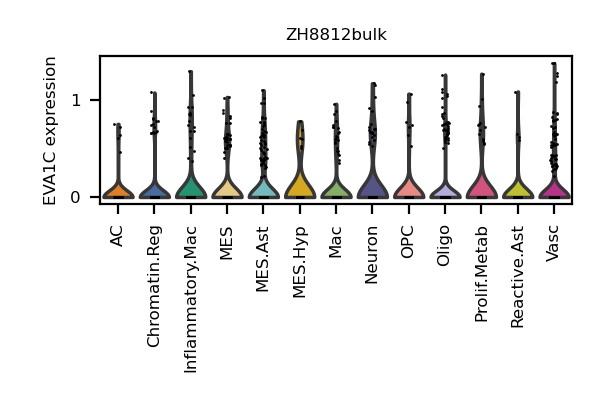 ZH8812bulk
EVA1C expression
1
0
AC
Chromatin.Reg
Inflammatory.Mac
MES
MES.Ast
MES.Hyp
Mac
Neuron
OPC
Oligo
Prolif.Metab
Reactive.Ast
Vasc